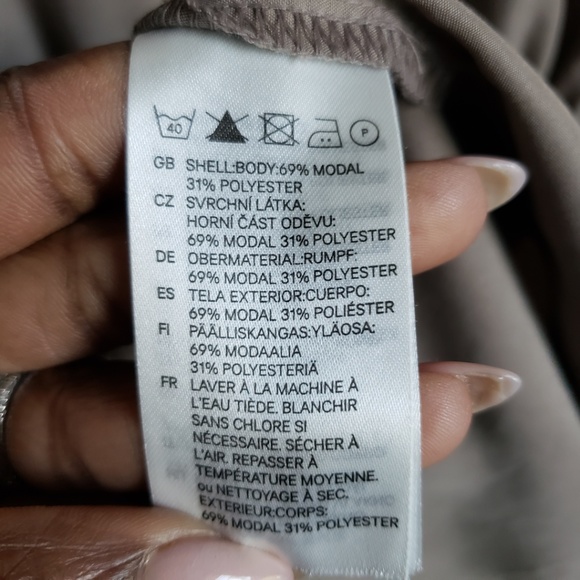 40
P
GB SHELL:BODY:69% MODAL
31% POLYESTER
CZ SVRCHNÍ LÁTKA:
HORNÍ ČÁST ODĚVU:
69% MODAL 31% POLYESTER
DE OBERMATERIAL:RUMPF:
69% MODAL 31% POLYESTER
ES TELA EXTERIOR:CUERPO:
69% MODAL 31% POLIÉSTER
FI PÄÄLLISKANGAS:YLÄOSA:
69% MODAALIA
31% POLYESTERIÄ
FR LAVER À LA MACHINE À
L'EAU TIÈDE. BLANCHIR
SANS CHLORE SI
NÉCESSAIRE. SÉCHER À
L'AIR. REPASSER À
TEMPÉRATURE MOYENNE.
ou NETTOYAGE À SEC.
EXTERIEUR:CORPS:
69% MODAL 31% POLYESTER